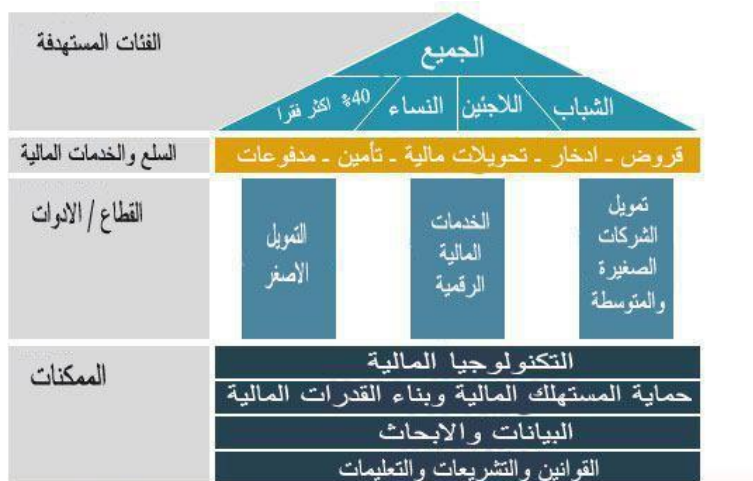 الفئات المستهدفة
الجميع
الشباب
اللاجئين
النساء
40% اكثر فقرا
السلع والخدمات المالية
قروض - ادخار - تحويلات مالية - تأمين - مدفوعات
القطاع / الادوات
تمويل
الشركات
الصغيرة
والمتوسطة
الخدمات
المالية
الرقمية
التمويل
الاصغر
الممكنات
التكنولوجيا المالية
حماية المستهلك المالية وبناء القدرات المالية
البيانات والابحاث
القوانين والتشريعات والتعليمات